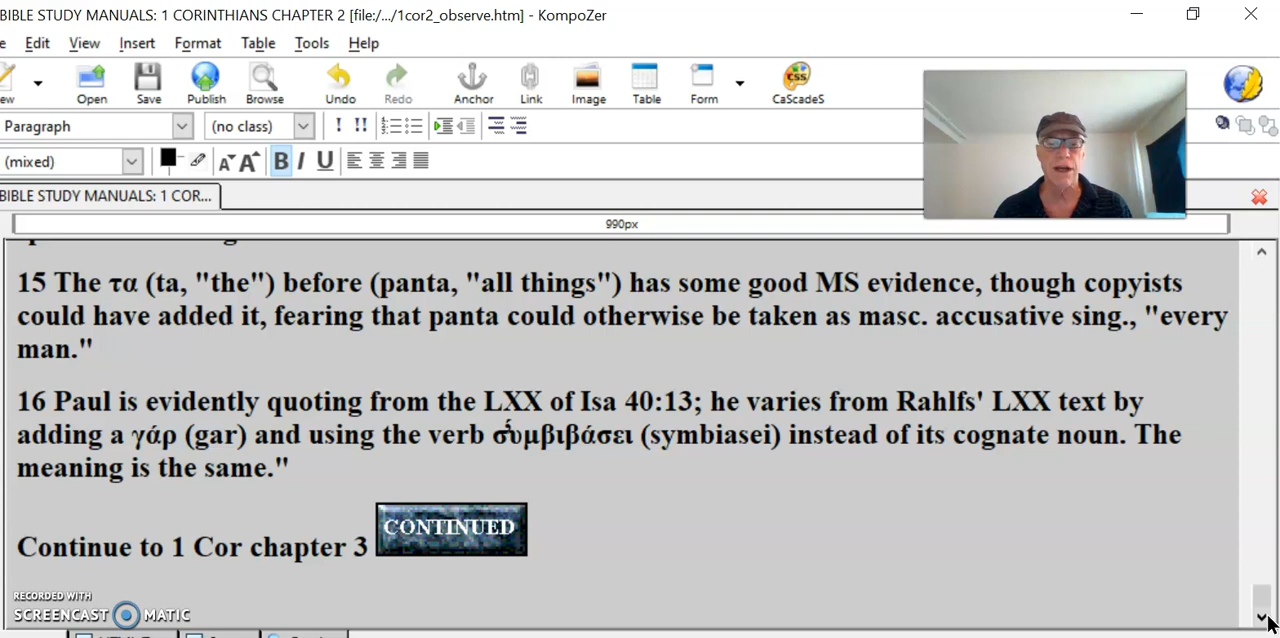 BIBLE STUDY MANUALS: 1 CORINTHIANS CHAPTER 2 [file:/.../1cor2_observe.htm] - KompoZer
e Edit View Insert Format Table Tools Help
ew Open Save Publish Browse Undo Redo Anchor Link Image Table Form CaScadeS
Paragraph (no class) ! !!
(mixed) A A B I U
BIBLE STUDY MANUALS: 1 COR...
990px
15 The τα (ta, "the") before (panta, "all things") has some good MS evidence, though copyists
could have added it, fearing that panta could otherwise be taken as masc. accusative sing., "every
man."
16 Paul is evidently quoting from the LXX of Isa 40:13; he varies from Rahlfs' LXX text by
adding a γάρ (gar) and using the verb σὐμβιβάσει (symbiasei) instead of its cognate noun. The
meaning is the same."
Continue to 1 Cor chapter 3 CONTINUED
RECORDED WITH
SCREENCAST MATIC